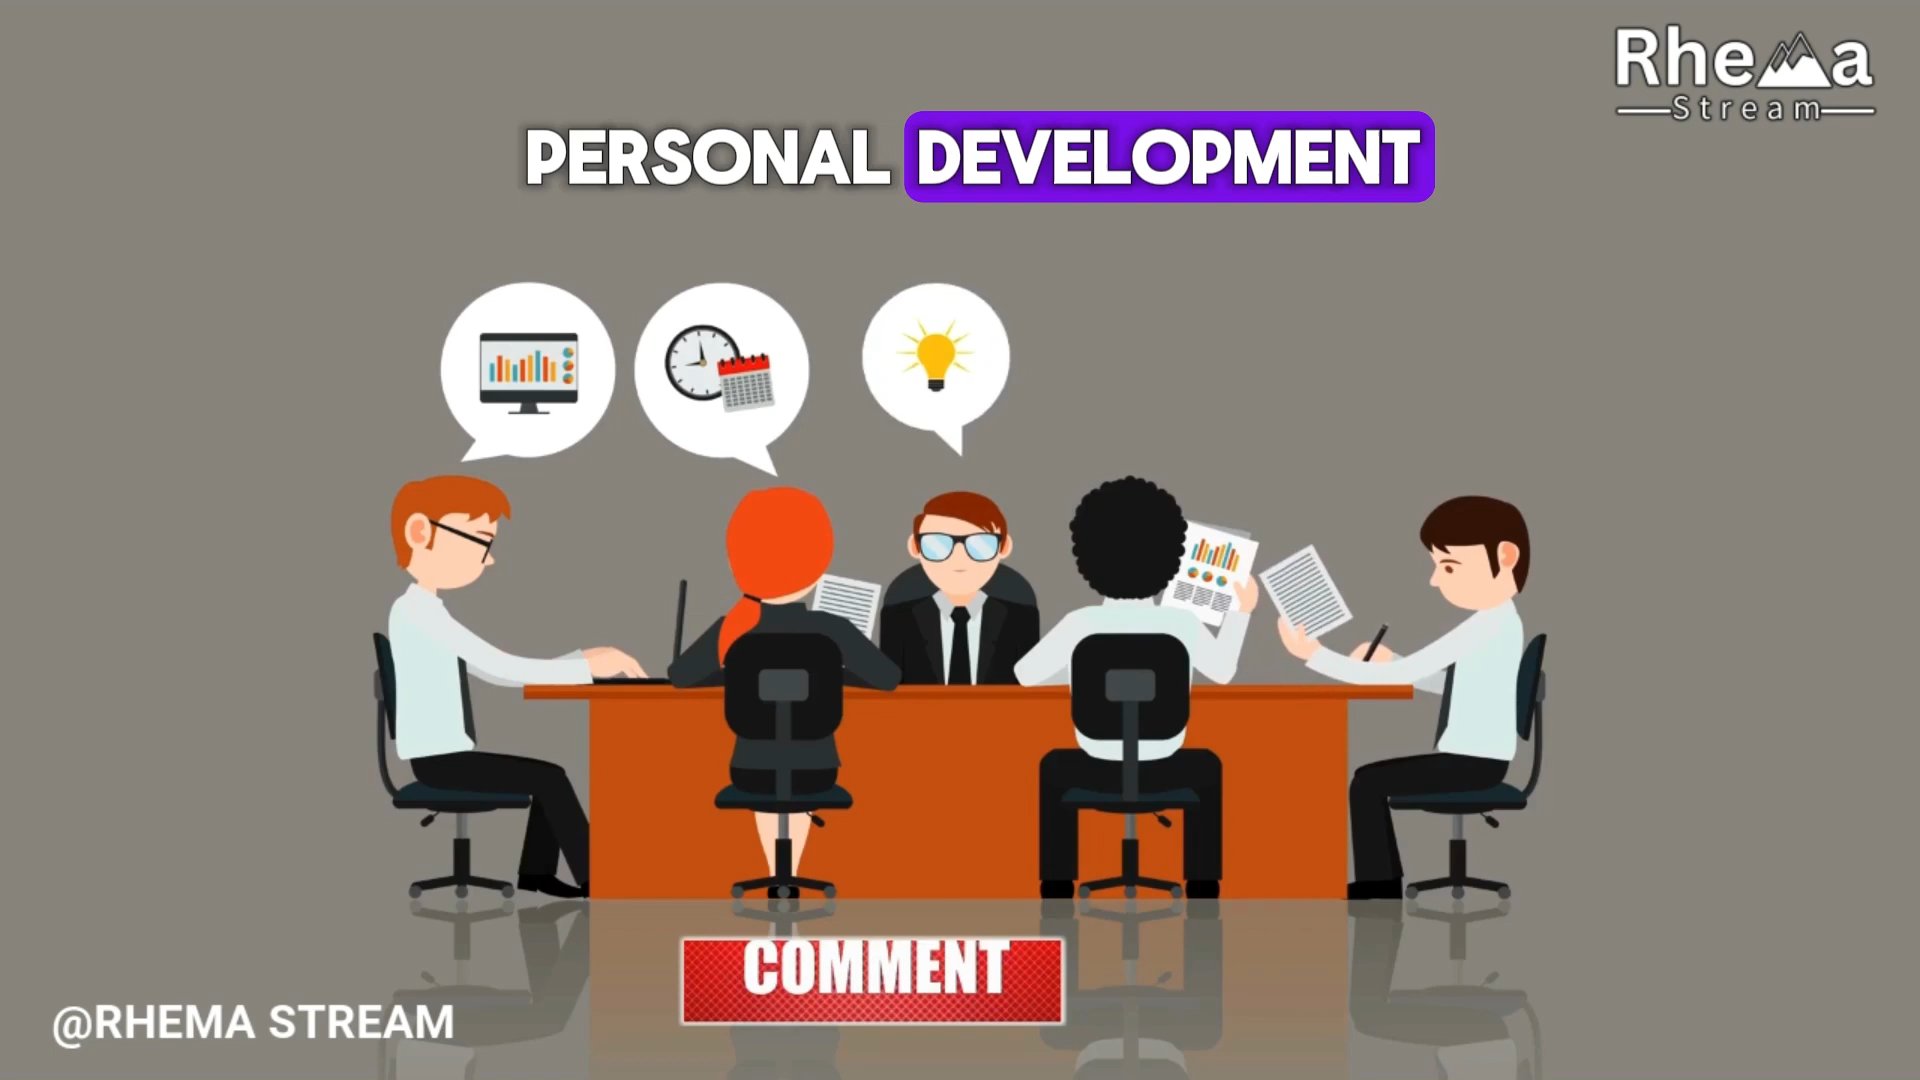 Rhema
Stream
PERSONAL DEVELOPMENT
COMMENT
@RHEMA STREAM